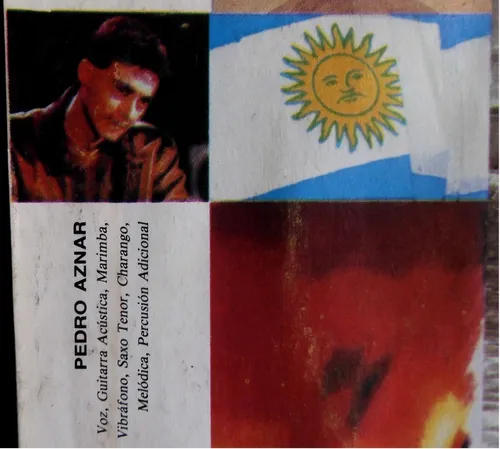 PEDRO AZNAR
Voz, Guitarra Acústica, Marimba,
Vibráfono, Saxo Tenor, Charango,
Melódica, Percusión Adicional